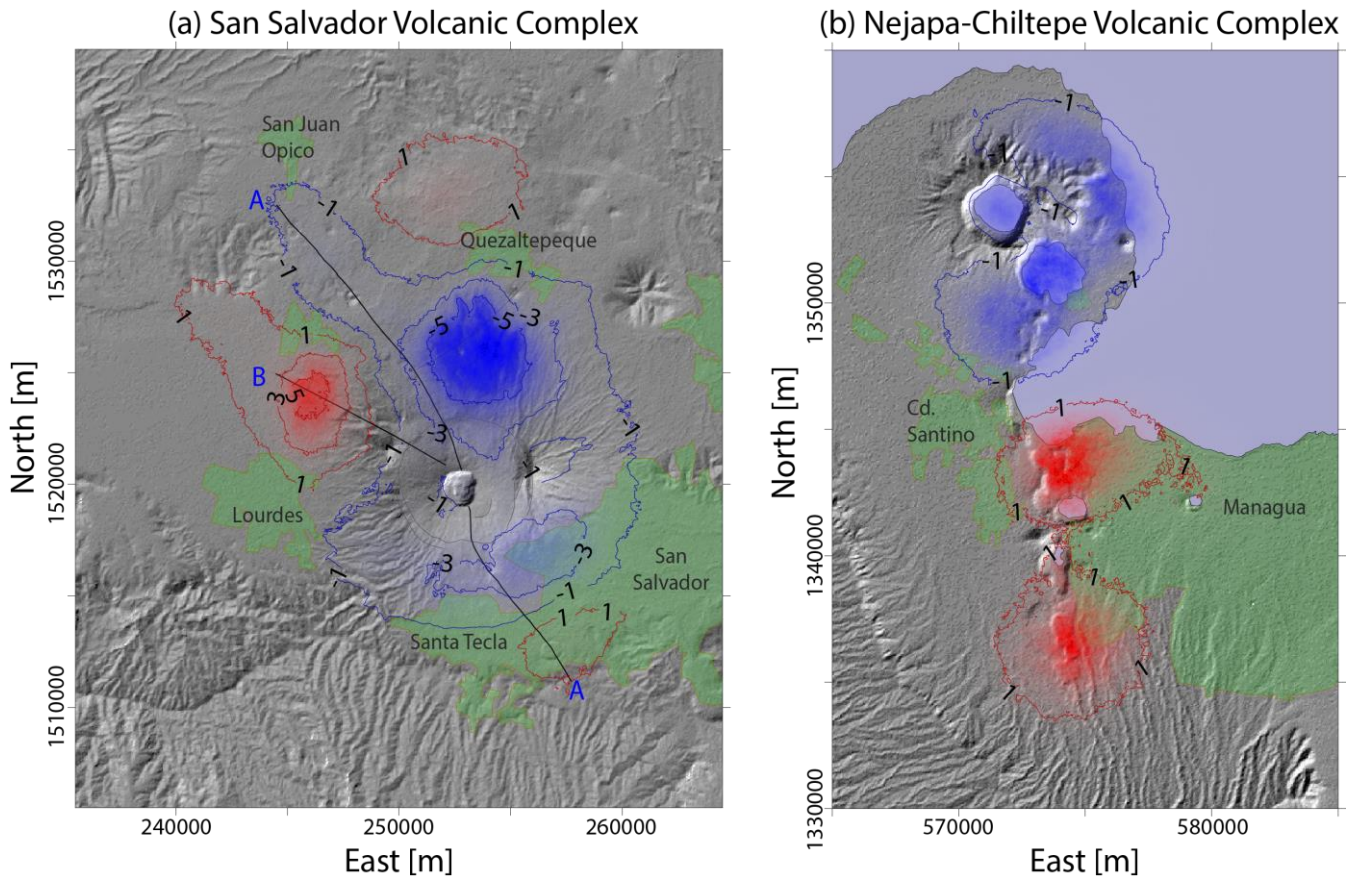 (a) San Salvador Volcanic Complex
San Juan
Opico
A
-1
1
1
Quezaltepeque
-1
-1
1
1
-5
-5
-3
B
3
5
-3
-1
-1
-1
-1
1
Lourdes
-3
-3
-1
-1
1
1
San
Salvador
Santa Tecla
A
1530000
1520000
1510000
North [m]
240000
250000
260000
East [m]
(b) Nejapa-Chiltepe Volcanic Complex
-1
-1
-1
-1
-1
-1
Cd.
Santino
1
1
1
1
Managua
1
1
1
1
1350000
1340000
1330000
North [m]
570000
580000
East [m]